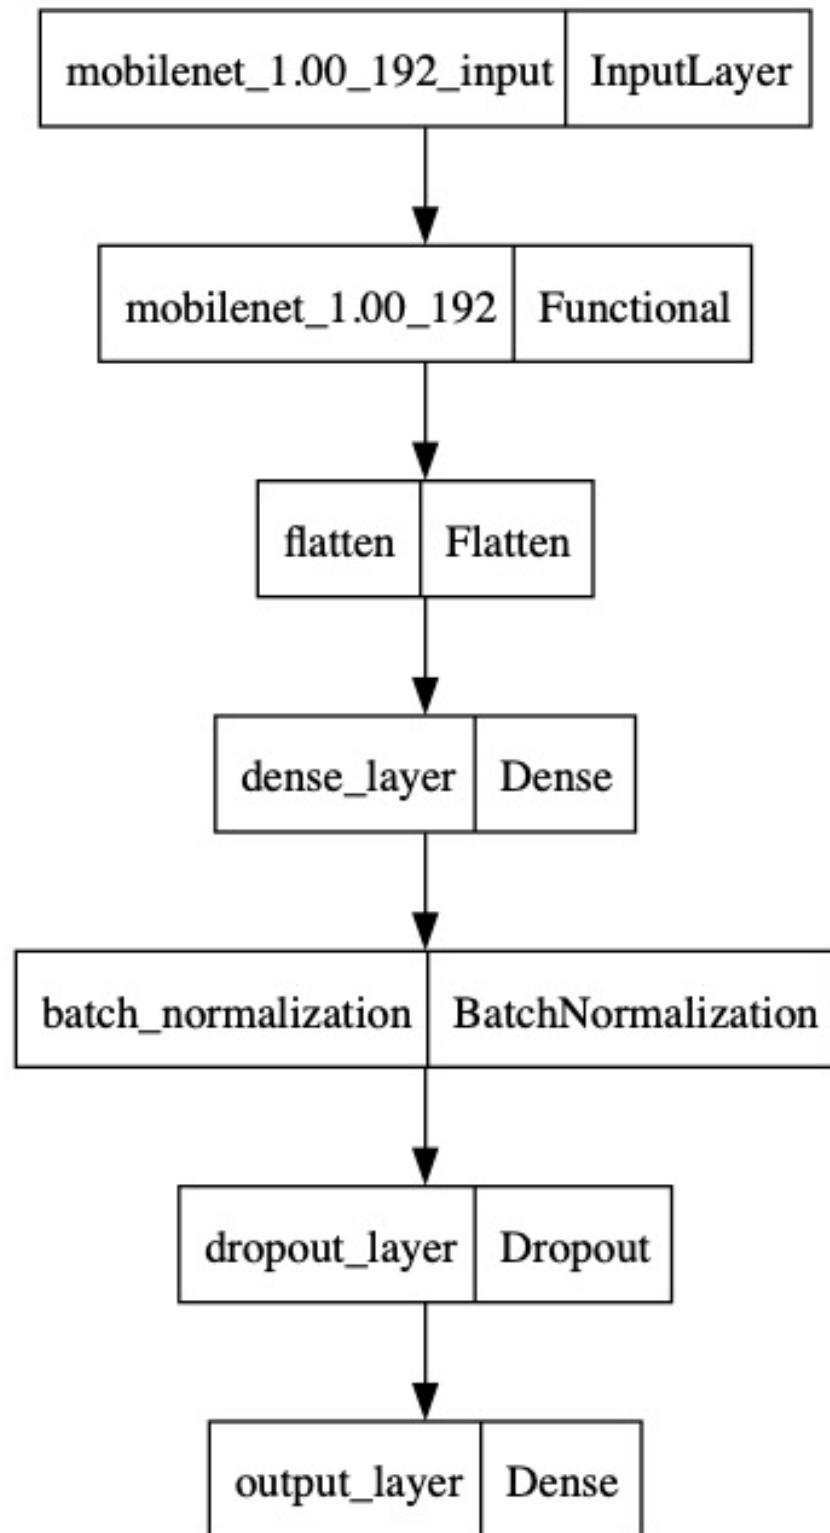 mobilenet_1.00_192_input InputLayer
mobilenet_1.00_192 Functional
flatten Flatten
dense_layer Dense
batch_normalization BatchNormalization
dropout_layer Dropout
output_layer Dense